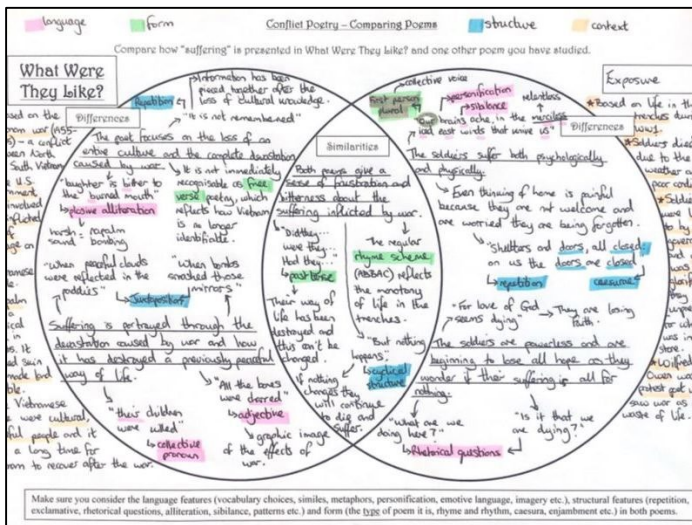 language
form
Conflict Poetry – Comparing Poems
structure
context
Compare how "suffering" is presented in What Were They Like? and one other poem you have studied.
What Were
They Like?
Differences
Repetition
Information has been
pieced together after the
loss of cultural knowledge.
"It is not remembered"
The poet focuses on the loss of an
entire culture and the complete devastation
caused by war.
"laughter is bitter to
the burned mouth"
plosive alliteration
harsh = napalm
sound = bombing
It is not immediately
recognisable as free
verse poetry, which
reflects how Vietnam
is no longer
identifiable.
"When peaceful clouds
were reflected in the
paddies"
"When bombs
smashed those
mirrors"
Juxtaposition
Suffering is portrayed through the
devastation caused by war and how
it has destroyed a previously peaceful
way of life.
"their children
were killed"
collective
pronoun
"All the bones
were charred"
adjective
graphic image
of the effects of
war.
Similarities
Both poems give a
sense of frustration and
bitterness about the
suffering inflicted by war.
"Did they...
were they...
Had they...
past tense
Their way of
life has been
destroyed and
this can't be
changed.
The regular
rhyme scheme
(ABBAC) reflects
the monotony
of life in the
trenches.
"But nothing
happens"
cyclical
structure
If nothing
changes they
will continue
to die and
suffer.
Exposure
Differences
collective voice
First person
plural
personification
sibilance
relentless
"Our brains ache, in the merciless
iced east winds that knive us"
The soldiers suffer both psychologically
and physically.
Even thinking of home is painful
because they are not welcome and
are worried they are being forgotten.
"Shutters and doors, all closed:
on us the doors are closed"
repetition
caesura
"For love of God
seems dying"
They are losing
faith.
The soldiers are powerless and are
beginning to lose all hope as they
wonder if their suffering is all for
nothing.
"What are we
doing here?"
"Is it that we
are dying?"
Rhetorical questions
Based on life in the
trenches during
WW1.
Soldiers died
due to the
weather
Make sure you consider the language features (vocabulary choices, similes, metaphors, personification, emotive language, imagery etc.), structural features (repetition,
exclamative, rhetorical questions, alliteration, sibilance, patterns etc.) and form (the type of poem it is, rhyme and rhythm, caesura, enjambment etc.) in both poems.